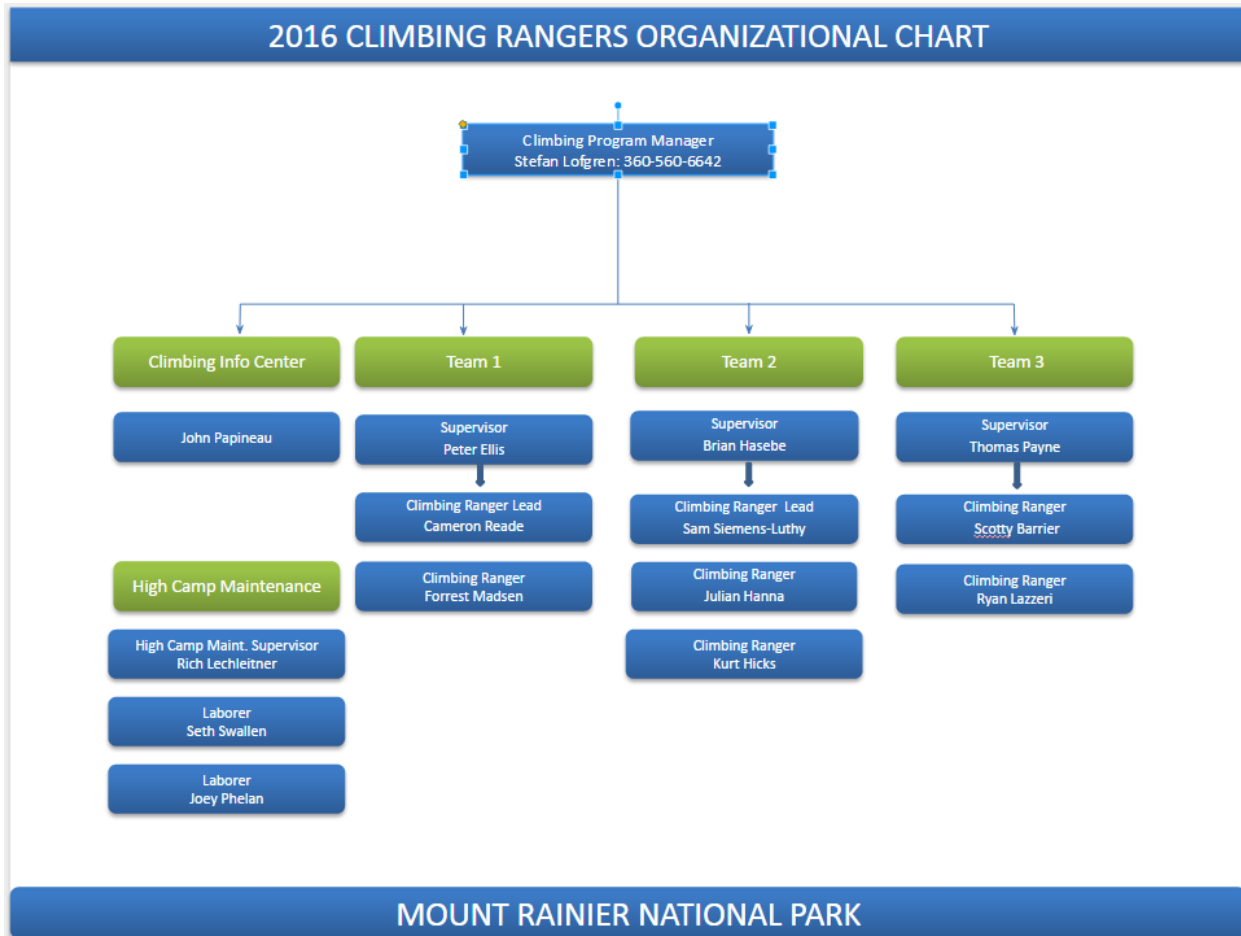 2016 CLIMBING RANGERS ORGANIZATIONAL CHART
Climbing Program Manager
Stefan Lofgren: 360-560-6642
Climbing Info Center
John Papineau
High Camp Maintenance
High Camp Maint. Supervisor
Rich Lechleitner
Laborer
Seth Swallen
Laborer
Joey Phelan
Team 1
Supervisor
Peter Ellis
Climbing Ranger Lead
Cameron Reade
Climbing Ranger
Forrest Madsen
Team 2
Supervisor
Brian Hasebe
Climbing Ranger Lead
Sam Siemens-Luthy
Climbing Ranger
Julian Hanna
Climbing Ranger
Kurt Hicks
Team 3
Supervisor
Thomas Payne
Climbing Ranger
Scotty Barrier
Climbing Ranger
Ryan Lazzeri
MOUNT RAINIER NATIONAL PARK